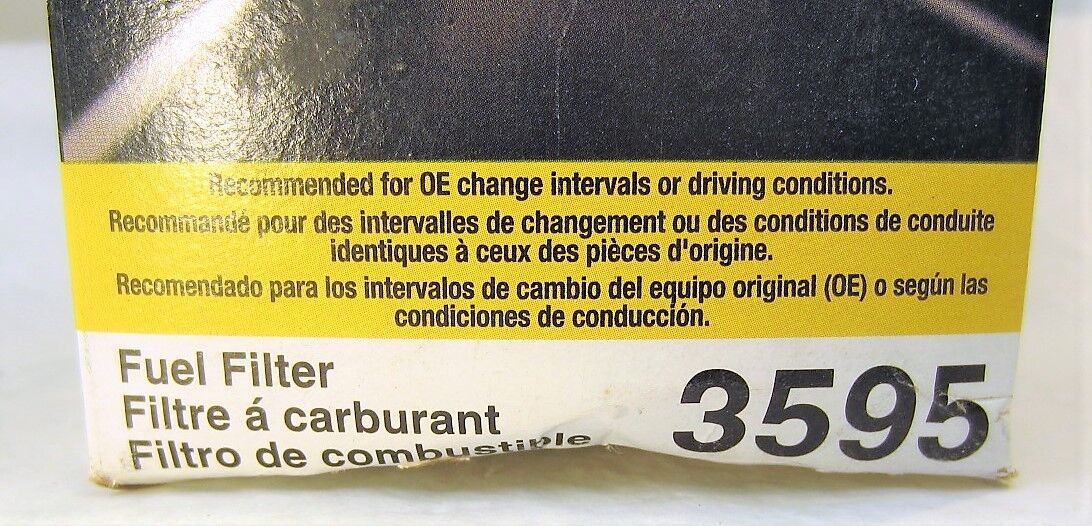 Recommended for OE change intervals or driving conditions.
Recommandé pour des intervalles de changement ou des conditions de conduite
identiques à ceux des pièces d'origine.
Recomendado para los intervalos de cambio del equipo original (OE) o según las
condiciones de conducción.
Fuel Filter
Filtre á carburant
Filtro de combustible
3595